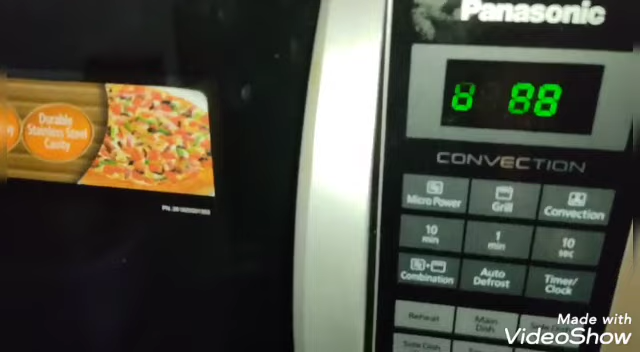 Panasonic
88
CONVECTION
Micro Power
Grill
Convection
10
min
1
min
10
sec
Combination
Auto
Defrost
Timer/
Clock
Reheat
Main
Dish
Durable
Stainless Steel
Cavity
Made with
VideoShow